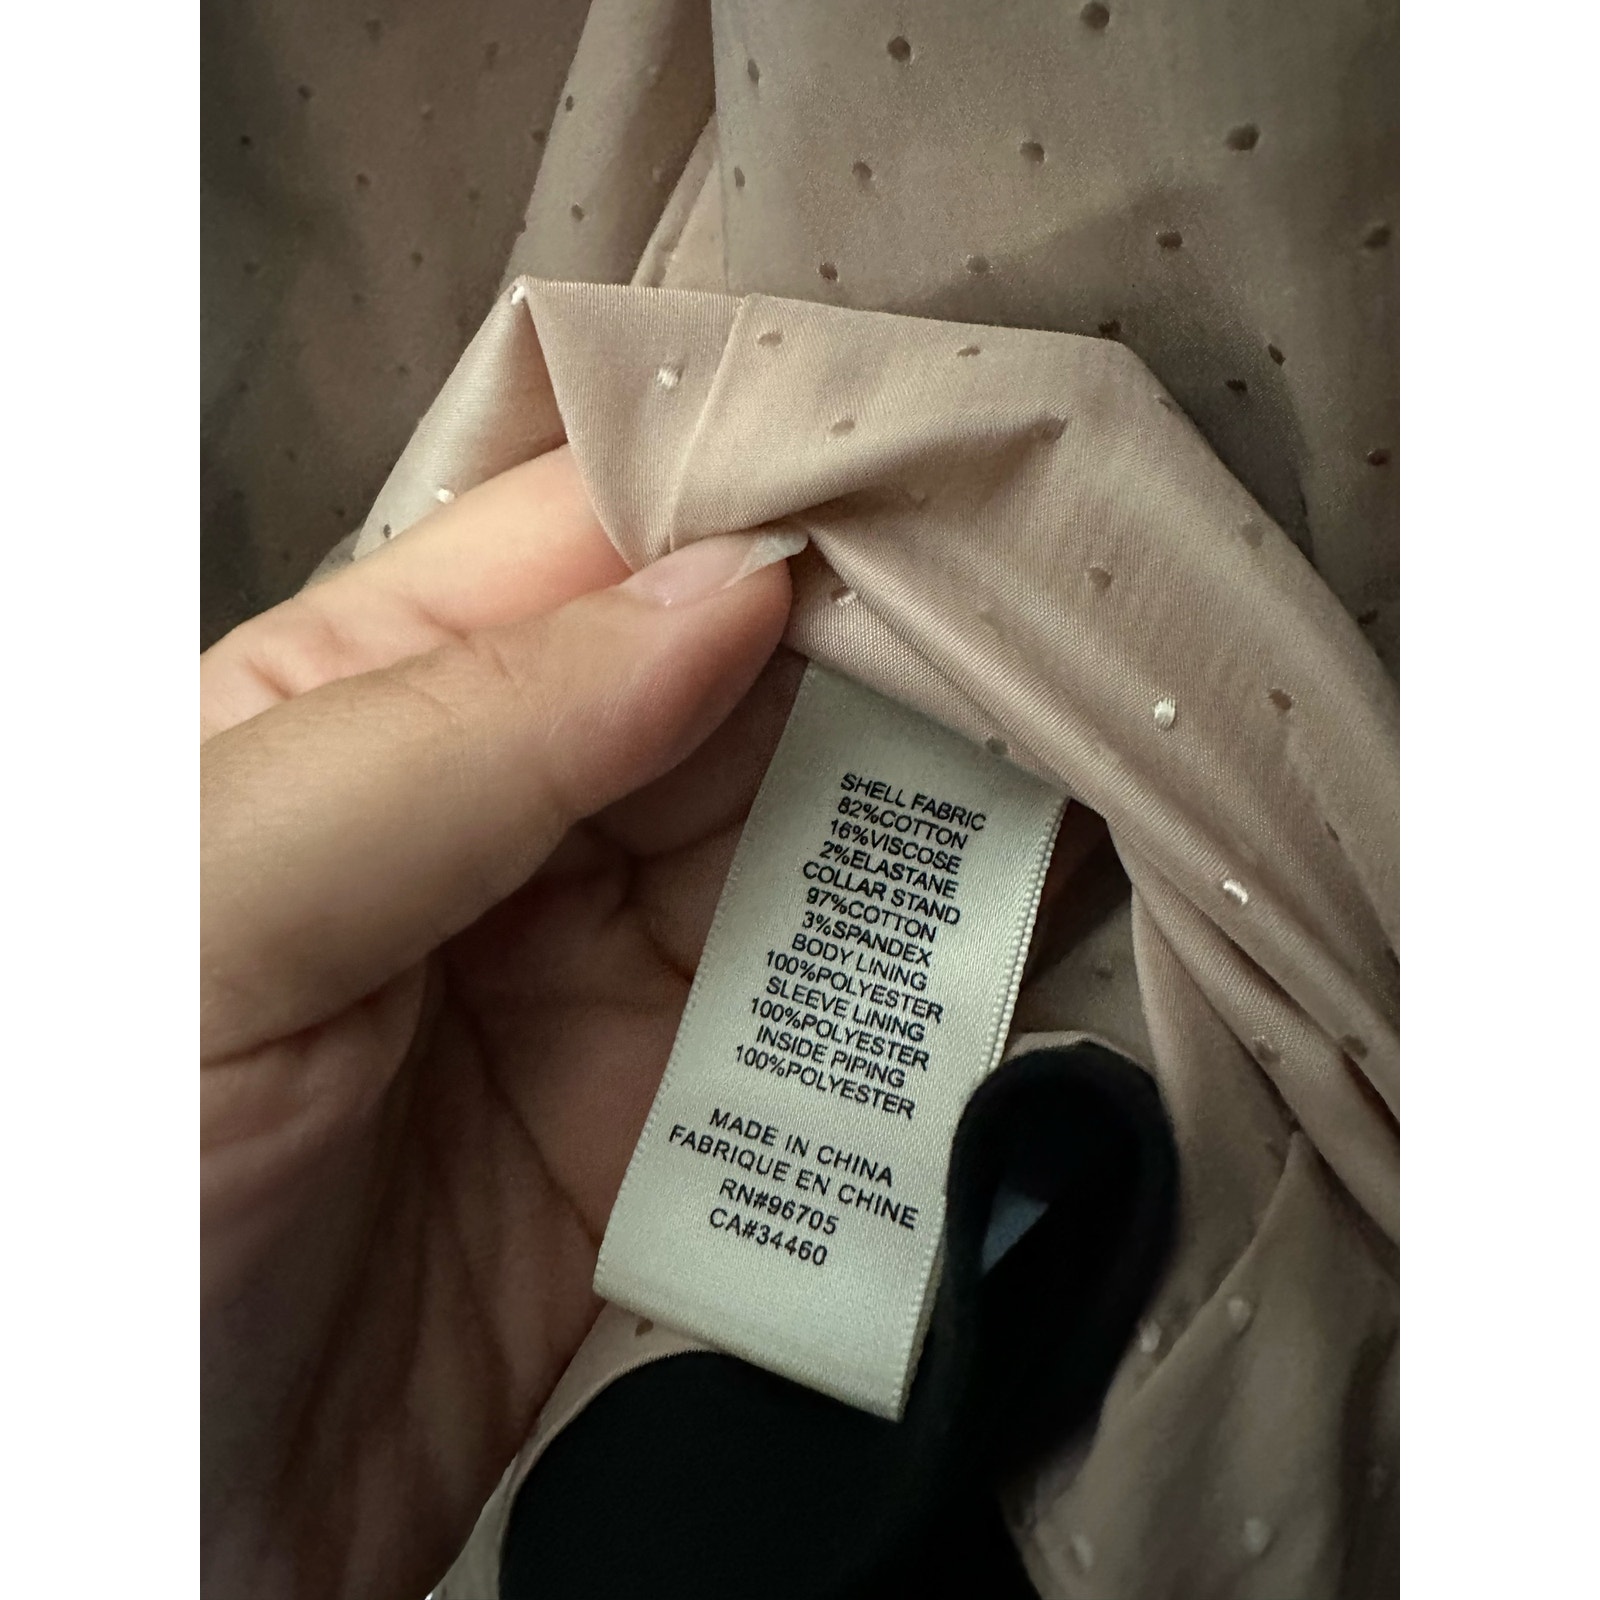 SHELL FABRIC
82%COTTON
16%VISCOSE
2%ELASTANE
COLLAR STAND
97%COTTON
3%SPANDEX
BODY LINING
100%POLYESTER
SLEEVE LINING
100%POLYESTER
INSIDE PIPING
100%POLYESTER
MADE IN CHINA
FABRIQUE EN CHINE
RN#96705
CA#34460